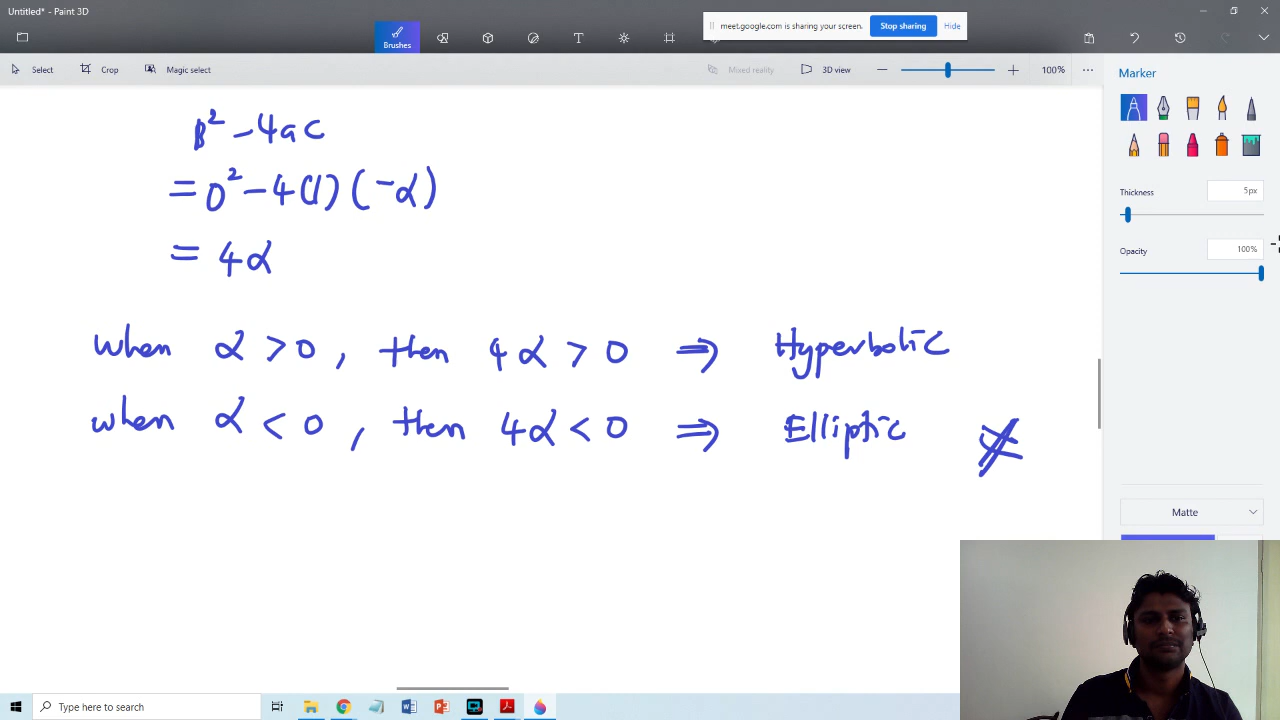 Untitled* - Paint 3D
meet.google.com is sharing your screen.
Stop sharing
Hide
Brushes
Select
Crop
Magic select
Mixed reality
3D view
100%
Marker
Thickness
5px
Opacity
100%
Matte
B² - 4ac
= 0² - 4(1)(-α)
= 4α
when α > 0, then 4α > 0 ⇒ Hyperbolic
when α < 0, then 4α < 0 ⇒ Elliptic
Type here to search